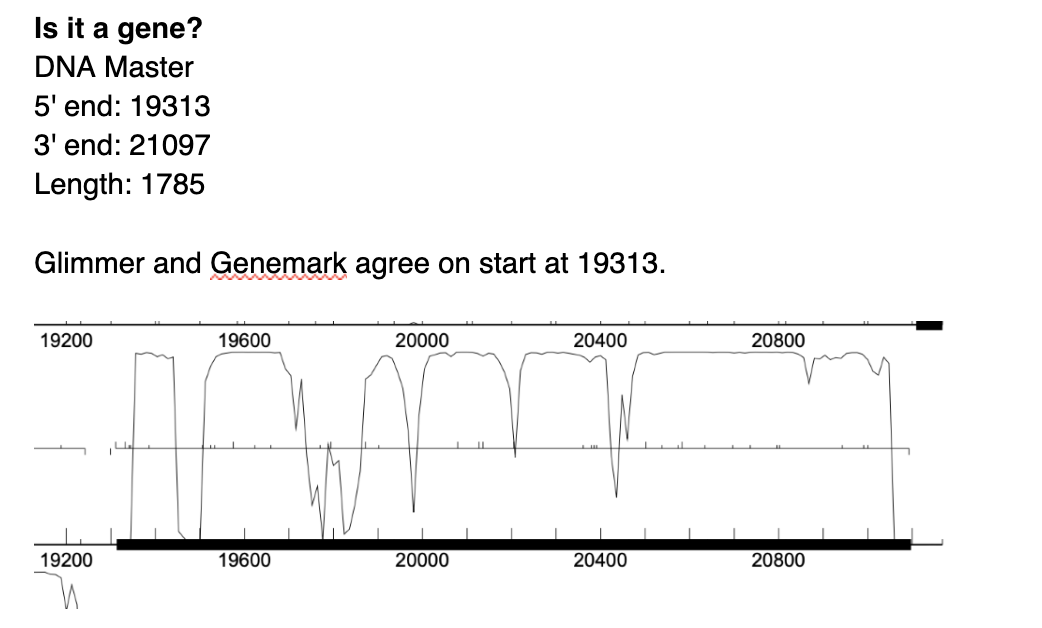 Is it a gene?
DNA Master
5' end: 19313
3' end: 21097
Length: 1785
Glimmer and Genemark agree on start at 19313.
19200 19600 20000 20400 20800
19200 19600 20000 20400 20800